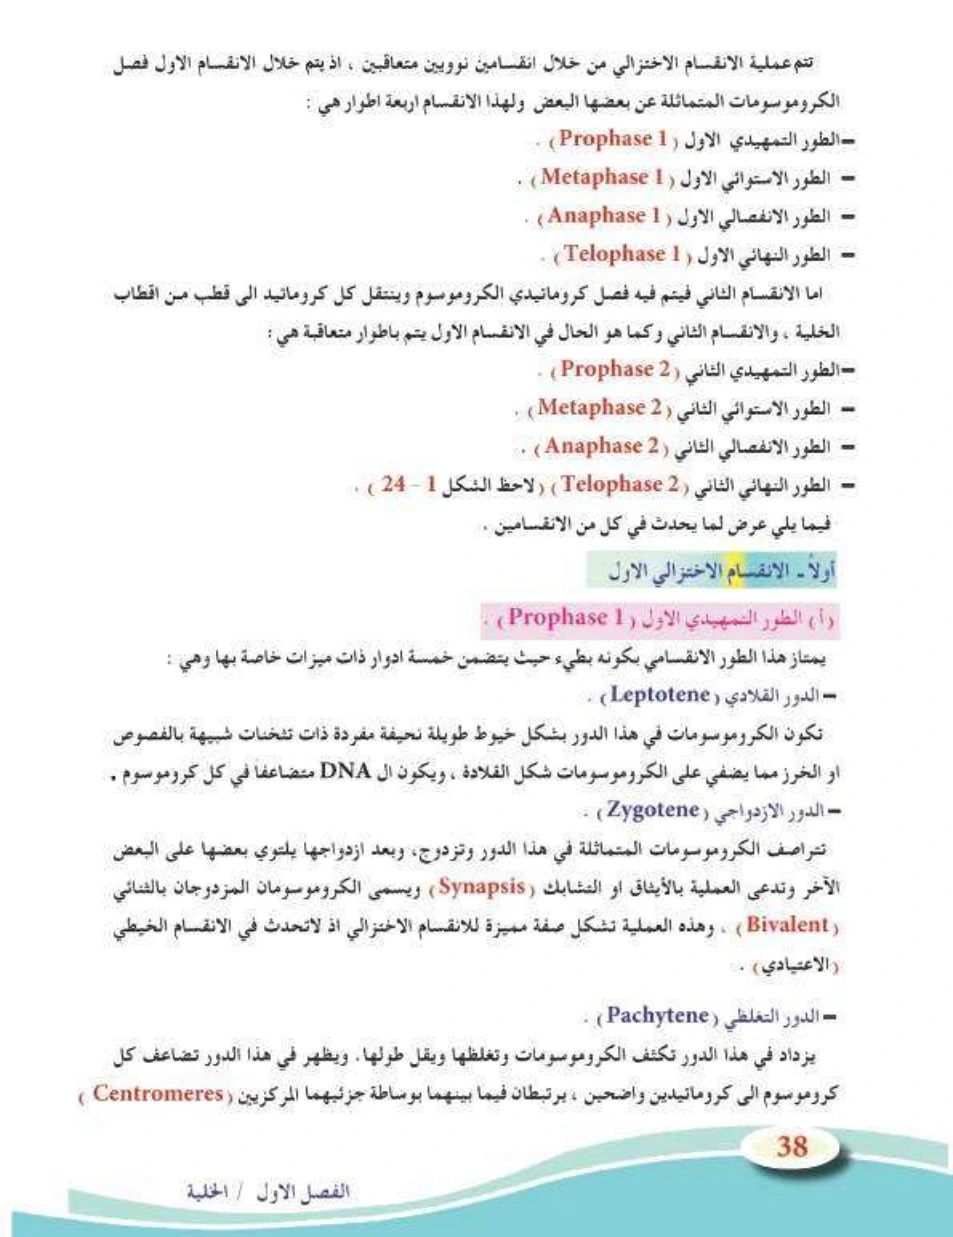 تتم عملية الانقسام الاختزالي من خلال انقسامين نوويين متعاقبين ، اذ يتم خلال الانقسام الاول فصل
الكروموسومات المتماثلة عن بعضها البعض ولهذا الانقسام اربعة اطوار هي :
–الطور التمهيدي الاول (Prophase 1) .
– الطور الاستوائي الاول (Metaphase 1) .
– الطور الانفصالي الاول (Anaphase 1) .
– الطور النهائي الاول (Telophase 1) .
اما الانقسام الثاني فيتم فيه فصل كروماتيدي الكروموسوم وينتقل كل كروماتيد الى قطب من اقطاب
الخلية ، والانقسام الثاني وكما هو الحال في الانقسام الاول يتم باطوار متعاقبة هي :
–الطور التمهيدي الثاني (Prophase 2) .
– الطور الاستوائي الثاني (Metaphase 2) .
– الطور الانفصالي الثاني (Anaphase 2) .
– الطور النهائي الثاني (Telophase 2) (لاحظ الشكل 1 - 24) .
فيما يلي عرض لما يحدث في كل من الانقسامين .
أولاً ـ الانقسام الاختزالي الاول
(أ) الطور التمهيدي الاول (Prophase 1) .
يمتاز هذا الطور الانقسامي بكونه بطيء حيث يتضمن خمسة ادوار ذات ميزات خاصة بها وهي :
– الدور القلادي (Leptotene) .
تكون الكروموسومات في هذا الدور بشكل خيوط طويلة نحيفة مفردة ذات تثخنات شبيهة بالفصوص
او الخرز مما يضفي على الكروموسومات شكل القلادة ، ويكون ال DNA متضاعفا في كل كروموسوم .
– الدور الازدواجي (Zygotene) .
تتراصف الكروموسومات المتماثلة في هذا الدور وتزدوج، وبعد ازدواجها يلتوي بعضها على البعض
الآخر وتدعى العملية بالأيثاق او التشابك (Synapsis) ويسمى الكروموسومان المزدوجان بالثنائي
(Bivalent) ، وهذه العملية تشكل صفة مميزة للانقسام الاختزالي اذ لاتحدث في الانقسام الخيطي
(الاعتيادي) .
– الدور التغلظي (Pachytene) .
يزداد في هذا الدور تكثف الكروموسومات وتغلظها ويقل طولها. ويظهر في هذا الدور تضاعف كل
كروموسوم الى كروماتيدين واضحين ، يرتبطان فيما بينهما بوساطة جزئيهما المركزيين (Centromeres)
38
الفصل الاول / الخلية